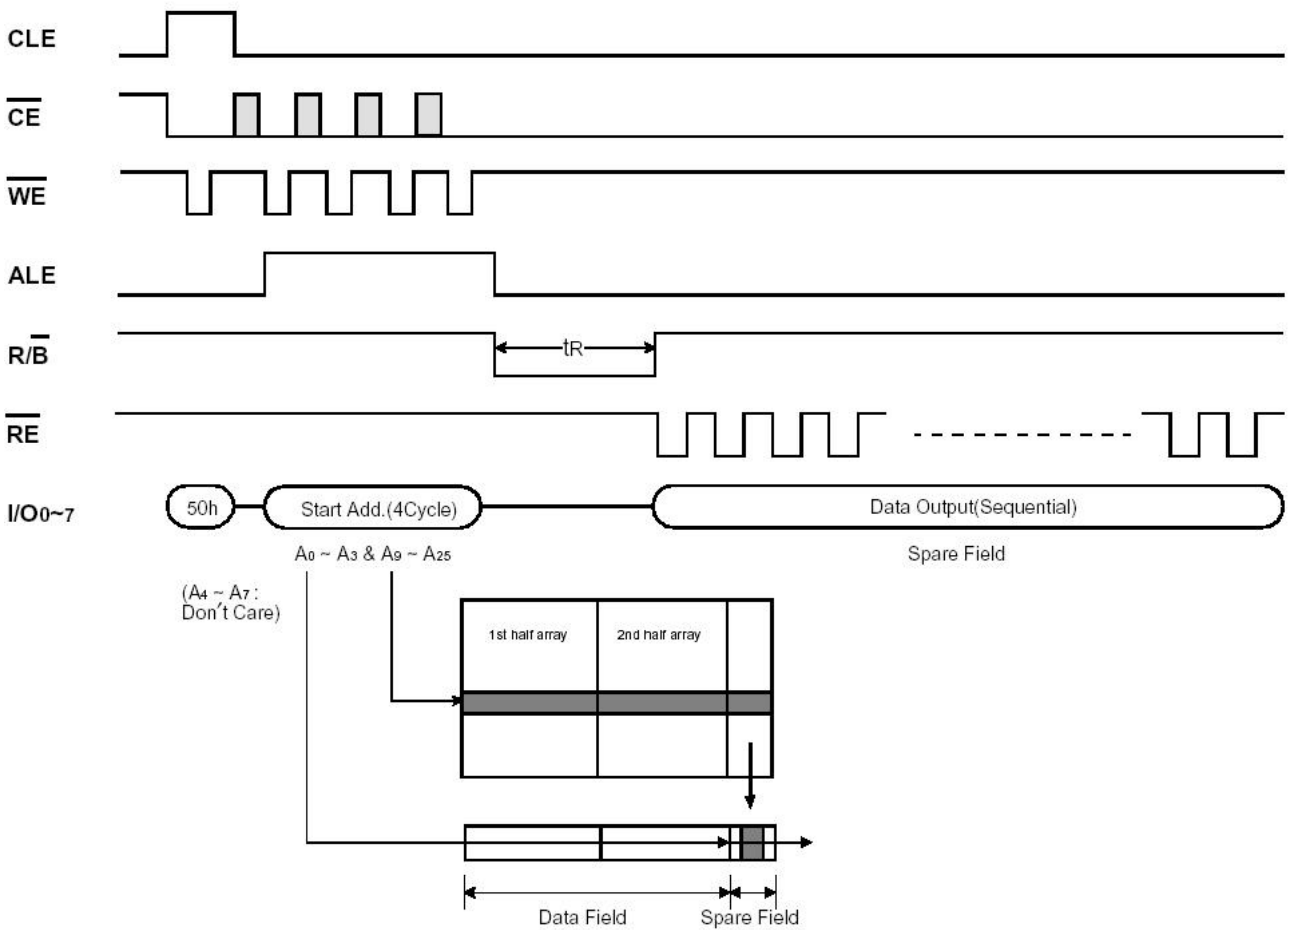 CLE
CE
WE
ALE
R/B
tR
RE
I/O0~7
50h
Start Add.(4Cycle)
Data Output(Sequential)
A0 ~ A3 & A9 ~ A25
Spare Field
(A4 ~ A7 :
Don't Care)
1st half array
2nd half array
Data Field
Spare Field